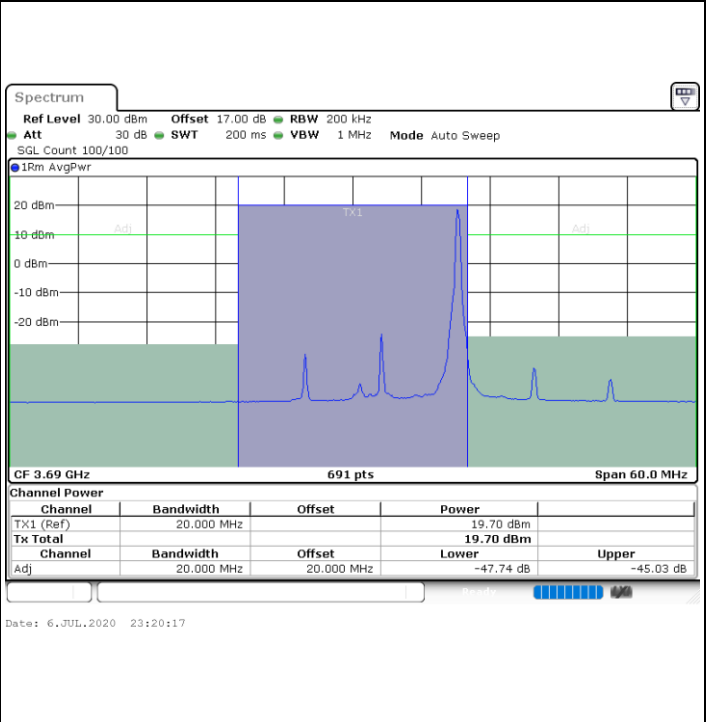 Spectrum
Ref Level 30.00 dBm Offset 17.00 dB RBW 200 kHz
Att 30 dB SWT 200 ms VBW 1 MHz Mode Auto Sweep
SGL Count 100/100
1Rm AvgPwr
20 dBm
TX1
Adj Adj
10 dBm
0 dBm
-10 dBm
-20 dBm
CF 3.69 GHz 691 pts Span 60.0 MHz
Channel Power
Channel Bandwidth Offset Power
TX1 (Ref) 20.000 MHz 19.70 dBm
Tx Total 19.70 dBm
Channel Bandwidth Offset Lower Upper
Adj 20.000 MHz 20.000 MHz -47.74 dB -45.03 dB
Ready
Date: 6.JUL.2020 23:20:17